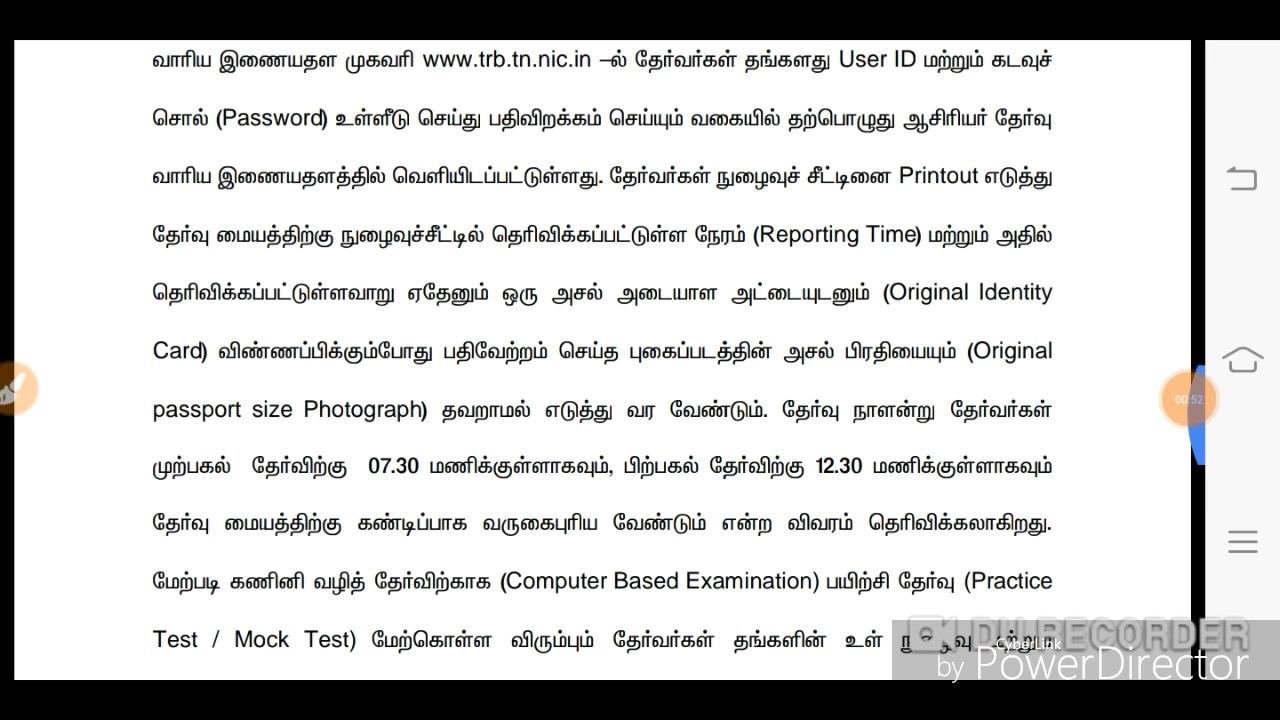 வாரிய இணையதள முகவரி www.trb.tn.nic.in –ல் தேர்வர்கள் தங்களது User ID மற்றும் கடவுச்
சொல் (Password) உள்ளீடு செய்து பதிவிறக்கம் செய்யும் வகையில் தற்பொழுது ஆசிரியர் தேர்வு
வாரிய இணையதளத்தில் வெளியிடப்பட்டுள்ளது. தேர்வர்கள் நுழைவுச் சீட்டினை Printout எடுத்து
தேர்வு மையத்திற்கு நுழைவுச்சீட்டில் தெரிவிக்கப்பட்டுள்ள நேரம் (Reporting Time) மற்றும் அதில்
தெரிவிக்கப்பட்டுள்ளவாறு ஏதேனும் ஒரு அசல் அடையாள அட்டையுடனும் (Original Identity
Card) விண்ணப்பிக்கும்போது பதிவேற்றம் செய்த புகைப்படத்தின் அசல் பிரதியையும் (Original
passport size Photograph) தவறாமல் எடுத்து வர வேண்டும். தேர்வு நாளன்று தேர்வர்கள்
00:52
முற்பகல் தேர்விற்கு 07.30 மணிக்குள்ளாகவும், பிற்பகல் தேர்விற்கு 12.30 மணிக்குள்ளாகவும்
தேர்வு மையத்திற்கு கண்டிப்பாக வருகைபுரிய வேண்டும் என்ற விவரம் தெரிவிக்கலாகிறது.
மேற்படி கணினி வழித் தேர்விற்காக (Computer Based Examination) பயிற்சி தேர்வு (Practice
Test / Mock Test) மேற்கொள்ள விரும்பும் தேர்வர்கள் தங்களின் உள்
DU RECORDER
CyberLink
by PowerDirector